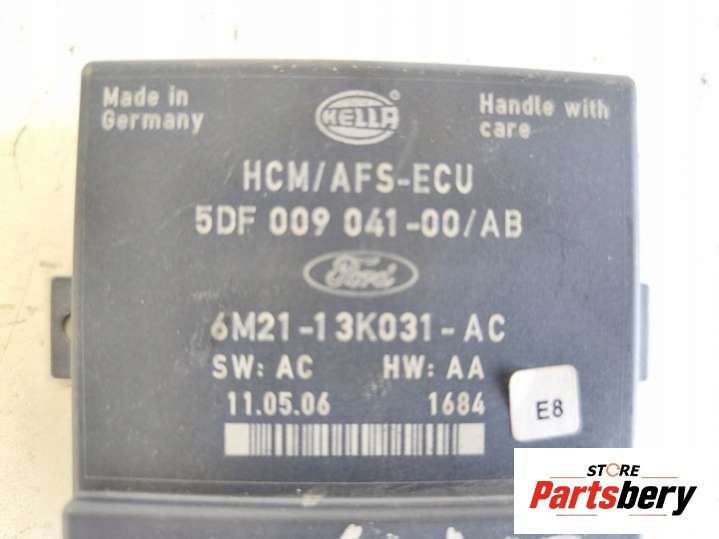 Made in
Germany
HELLA
®
Handle with
care
HCM/AFS-ECU
5DF 009 041-00/AB
Ford
6M21-13K031-AC
SW: AC HW: AA
11.05.06 1684
E8
STORE
Partsbery